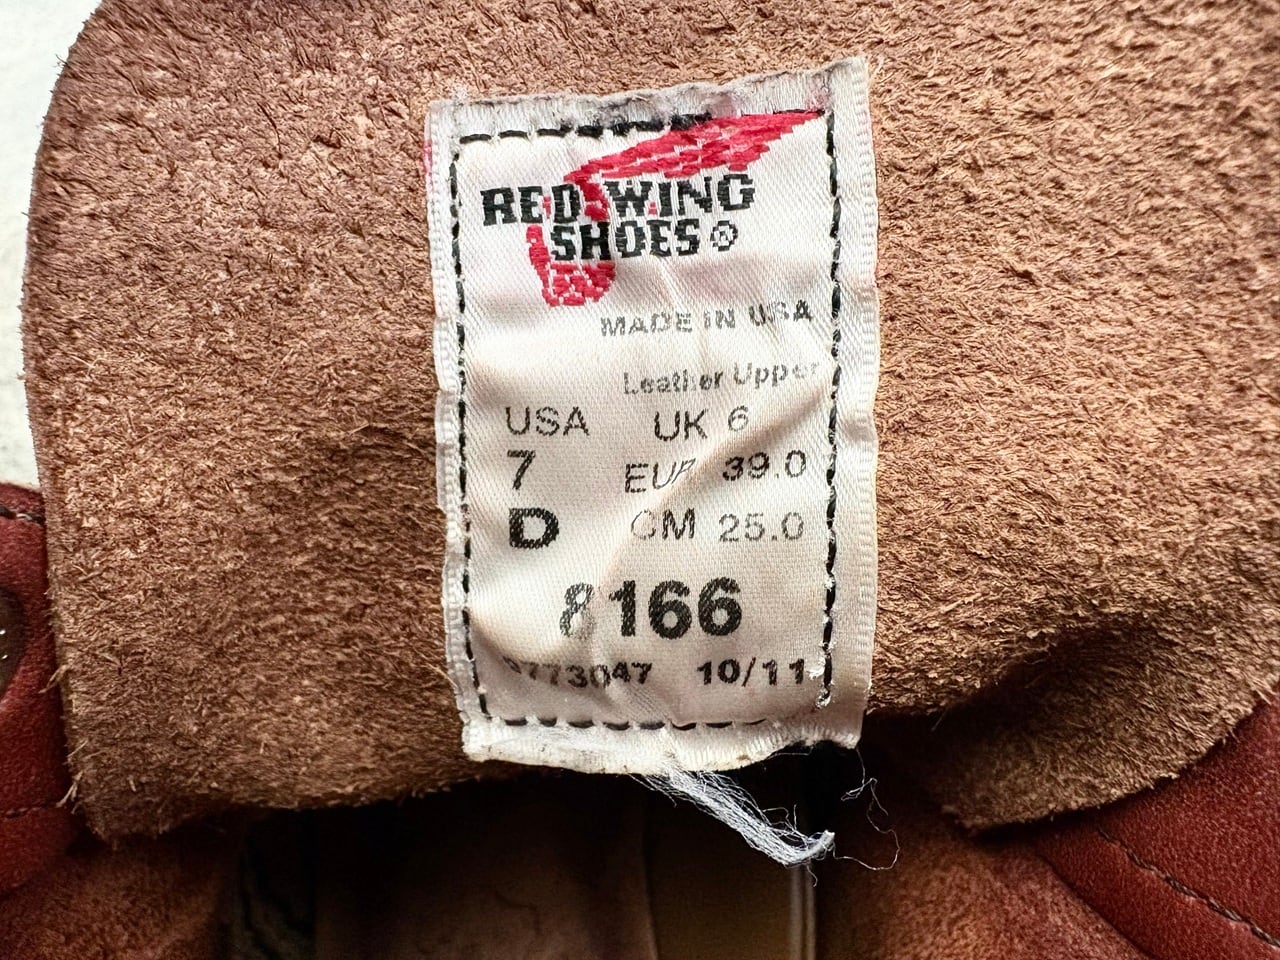 RED WING
SHOES®
MADE IN USA
Leather Upper
USA UK 6
7 EUR 39.0
D CM 25.0
8166
10/11